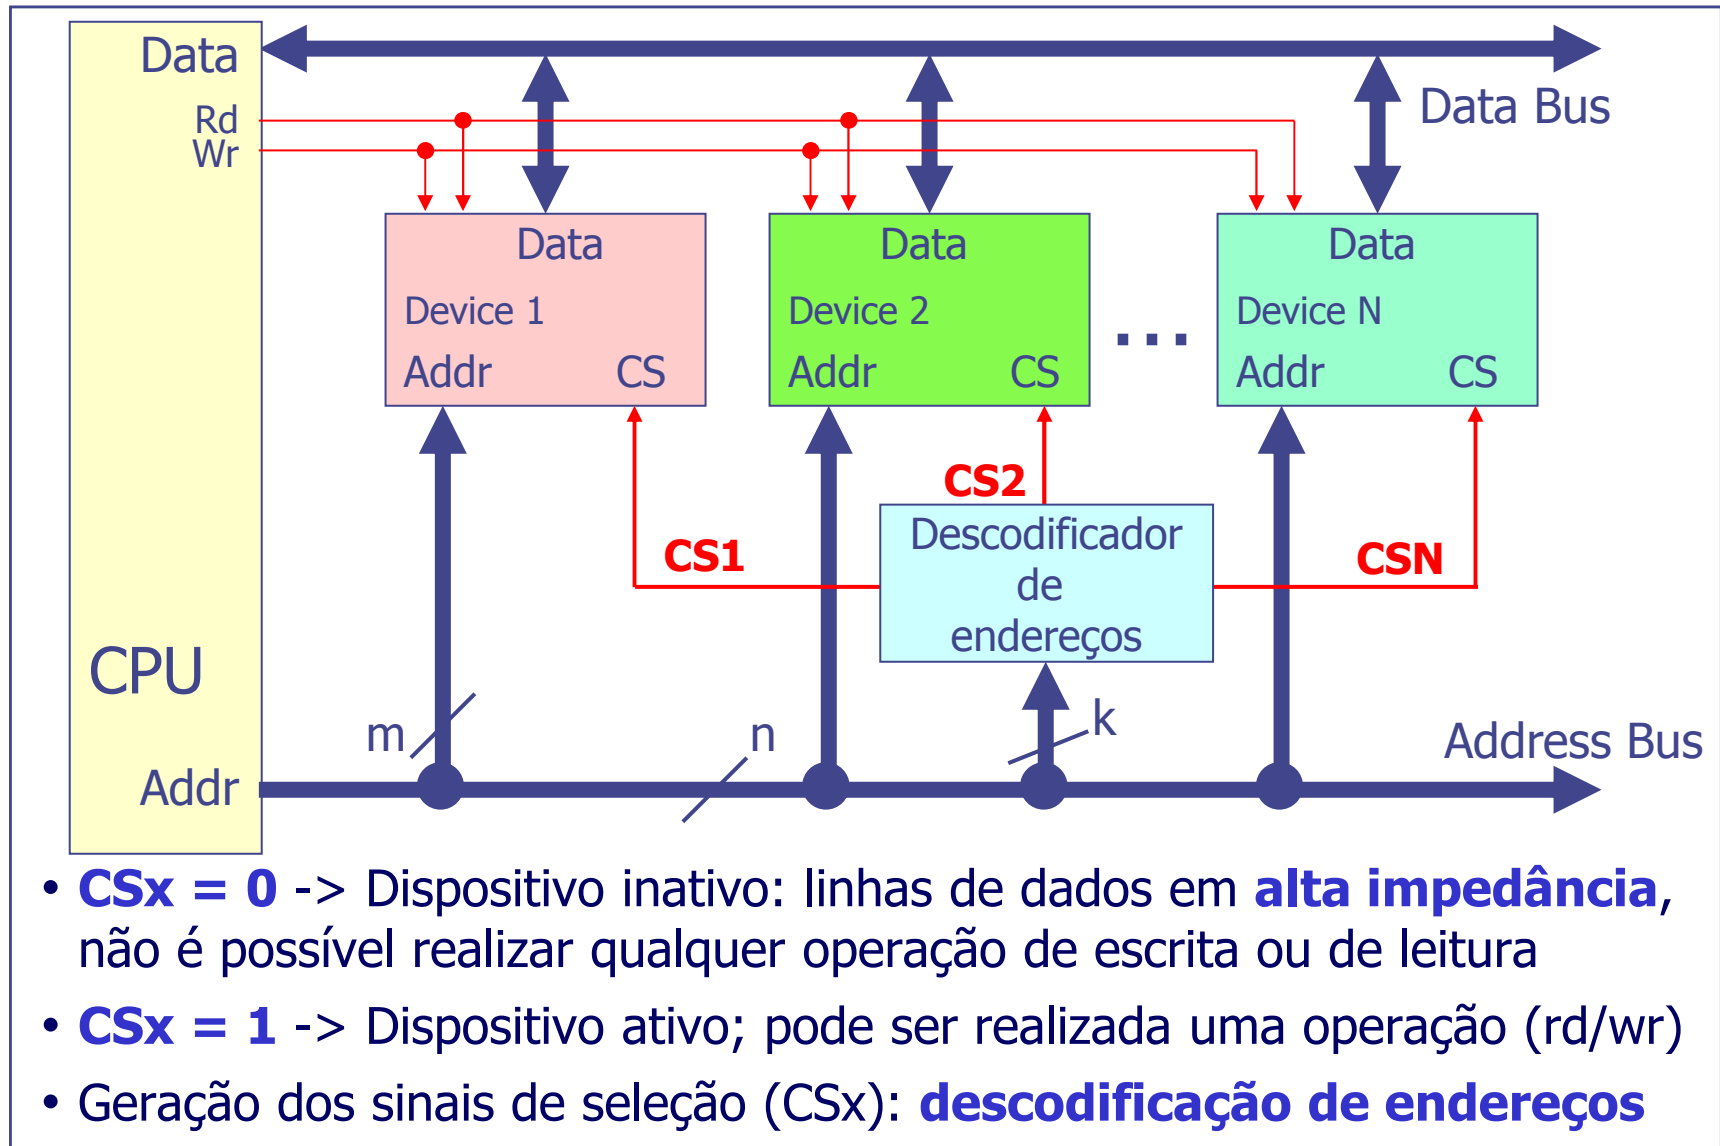 Data
Rd
Wr
Data Bus
Data
Data
Data
Device 1
Device 2
Device N
...
Addr
CS
Addr
CS
Addr
CS
CS2
CS1
Descodificador
de
endereços
CSN
CPU
m
n
k
Address Bus
Addr
• CSx = 0 -> Dispositivo inativo: linhas de dados em alta impedância,
não é possível realizar qualquer operação de escrita ou de leitura
• CSx = 1 -> Dispositivo ativo; pode ser realizada uma operação (rd/wr)
• Geração dos sinais de seleção (CSx): descodificação de endereços